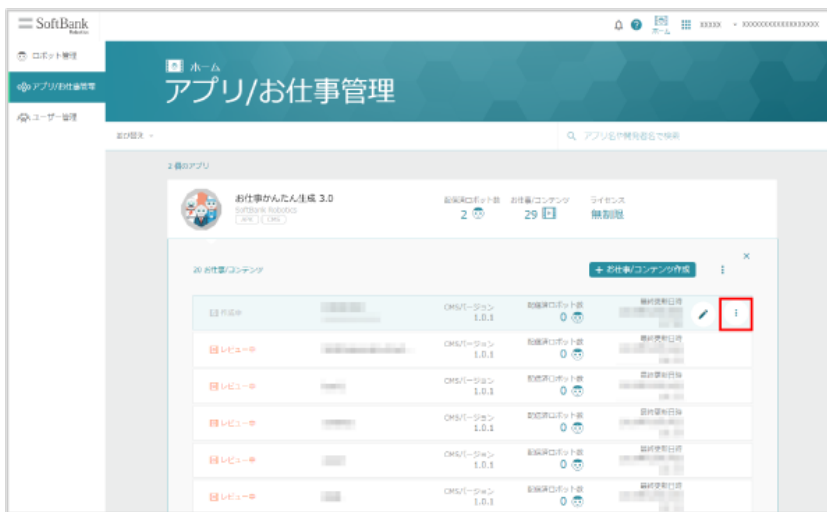 SoftBank
Robotics
ホーム
XXXXX
XXXXXXXXXXXXXXXXXX
ロボット管理
アプリ/お仕事管理
ユーザー管理
ホーム
アプリ/お仕事管理
並び替え
アプリ名や開発者名で検索
2 個のアプリ
お仕事かんたん生成 3.0
SoftBank Robotics
APK CMS
配信済ロボット数 お仕事/コンテンツ ライセンス
2 29 無制限
20 お仕事/コンテンツ
+ お仕事/コンテンツ作成
作成中 CMSバージョン 配信済ロボット数 最終更新日時
1.0.1 0
レビュー中 CMSバージョン 配信済ロボット数 最終更新日時
1.0.1 0
レビュー中 CMSバージョン 配信済ロボット数 最終更新日時
1.0.1 0
レビュー中 CMSバージョン 配信済ロボット数 最終更新日時
1.0.1 0
レビュー中 CMSバージョン 配信済ロボット数 最終更新日時
1.0.1 0
レビュー中 CMSバージョン 配信済ロボット数 最終更新日時
1.0.1 0